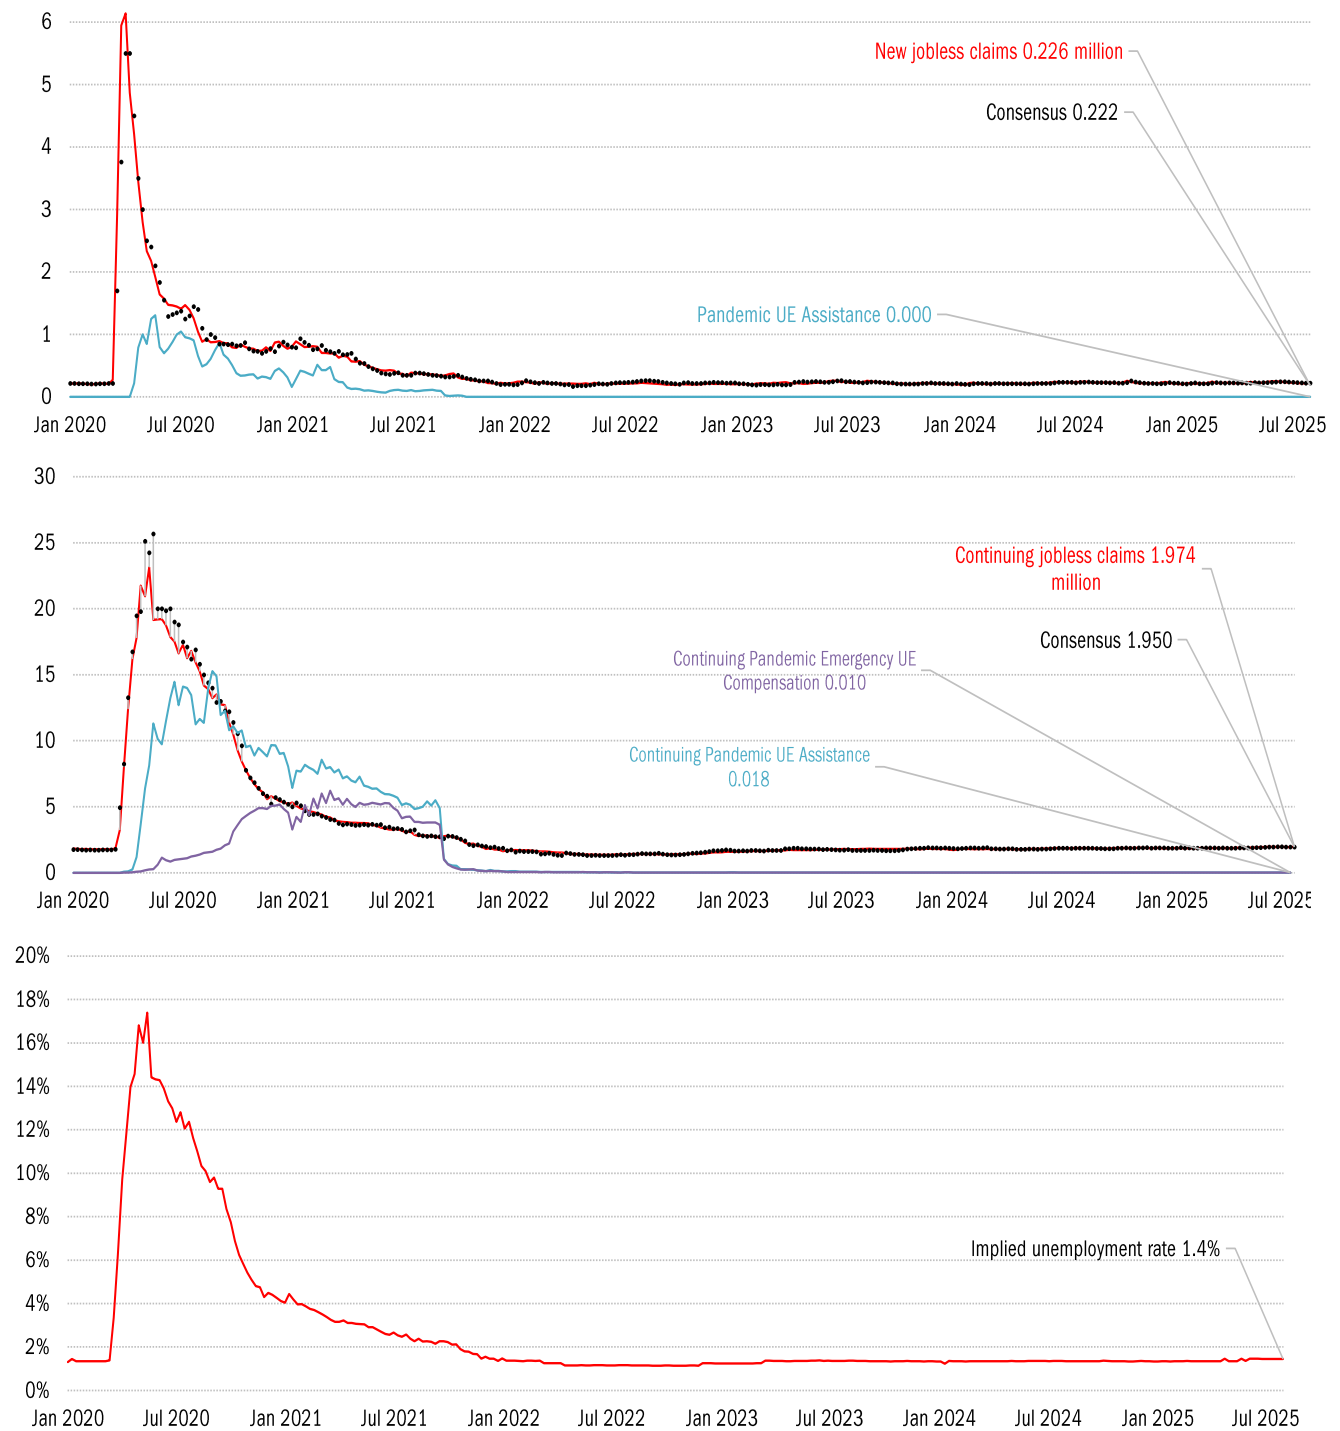 6
New jobless claims 0.226 million
5
Consensus 0.222
4
3
2
Pandemic UE Assistance 0.000
1
0
Jan 2020 Jul 2020 Jan 2021 Jul 2021 Jan 2022 Jul 2022 Jan 2023 Jul 2023 Jan 2024 Jul 2024 Jan 2025 Jul 2025
30
25
Continuing jobless claims 1.974
million
20
Consensus 1.950
Continuing Pandemic Emergency UE
Compensation 0.010
15
10
Continuing Pandemic UE Assistance
0.018
5
0
Jan 2020 Jul 2020 Jan 2021 Jul 2021 Jan 2022 Jul 2022 Jan 2023 Jul 2023 Jan 2024 Jul 2024 Jan 2025 Jul 2025
20%
18%
16%
14%
12%
10%
8%
Implied unemployment rate 1.4%
6%
4%
2%
0%
Jan 2020 Jul 2020 Jan 2021 Jul 2021 Jan 2022 Jul 2022 Jan 2023 Jul 2023 Jan 2024 Jul 2024 Jan 2025 Jul 2025